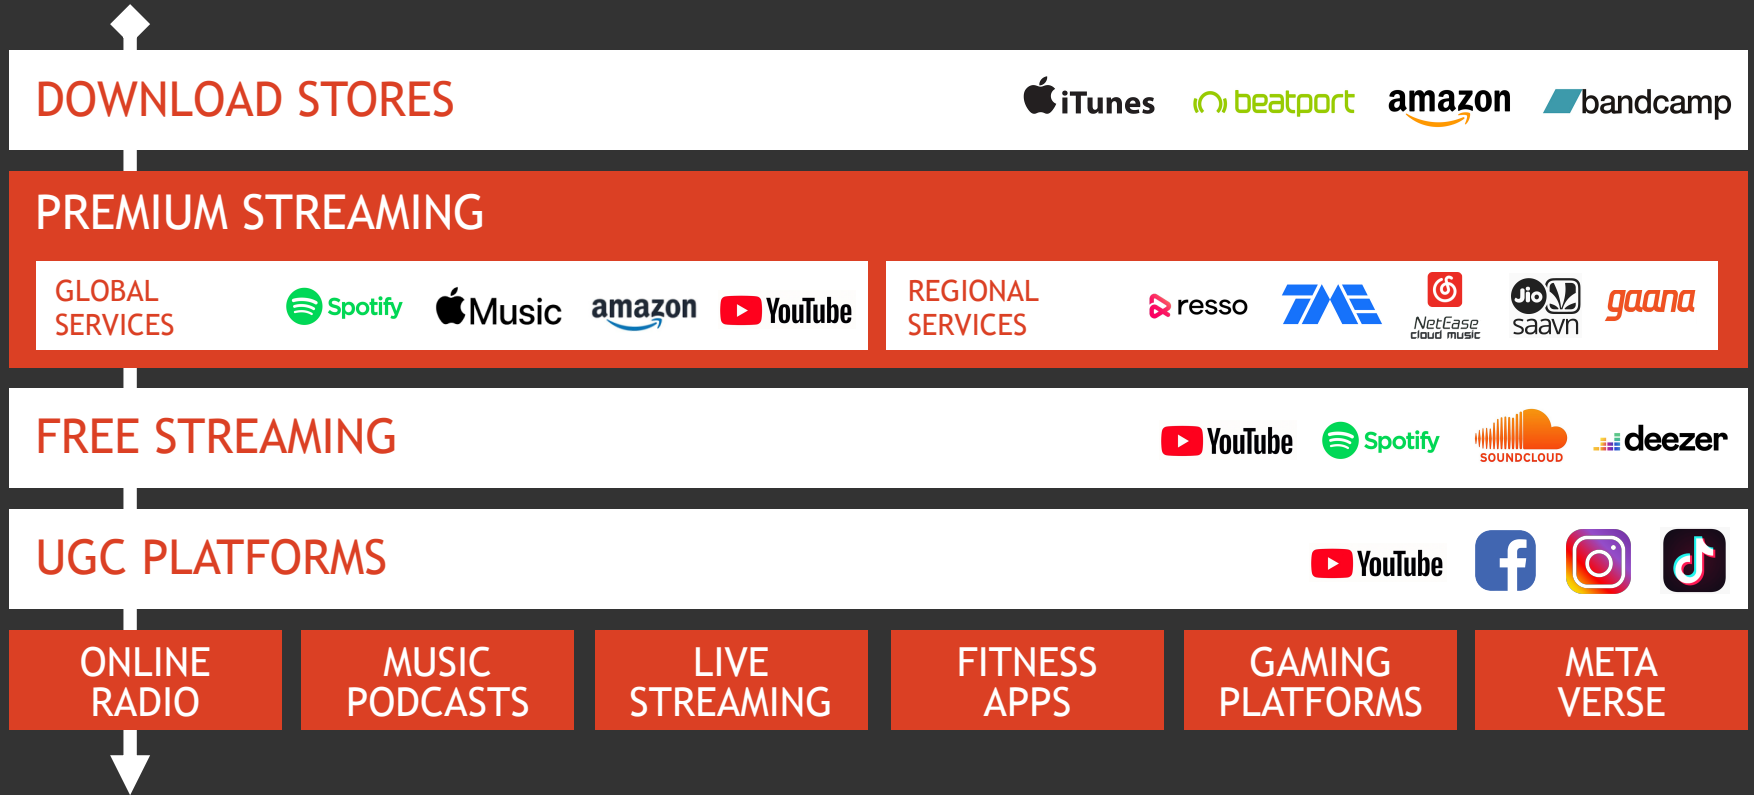 DOWNLOAD STORES
iTunes beatport amazon bandcamp
PREMIUM STREAMING
GLOBAL
SERVICES
Spotify Music amazon YouTube
REGIONAL
SERVICES
resso TME NetEase
cloud music
Jio
saavn
gaana
FREE STREAMING
YouTube Spotify SOUNDCLOUD deezer
UGC PLATFORMS
YouTube
ONLINE
RADIO
MUSIC
PODCASTS
LIVE
STREAMING
FITNESS
APPS
GAMING
PLATFORMS
META
VERSE